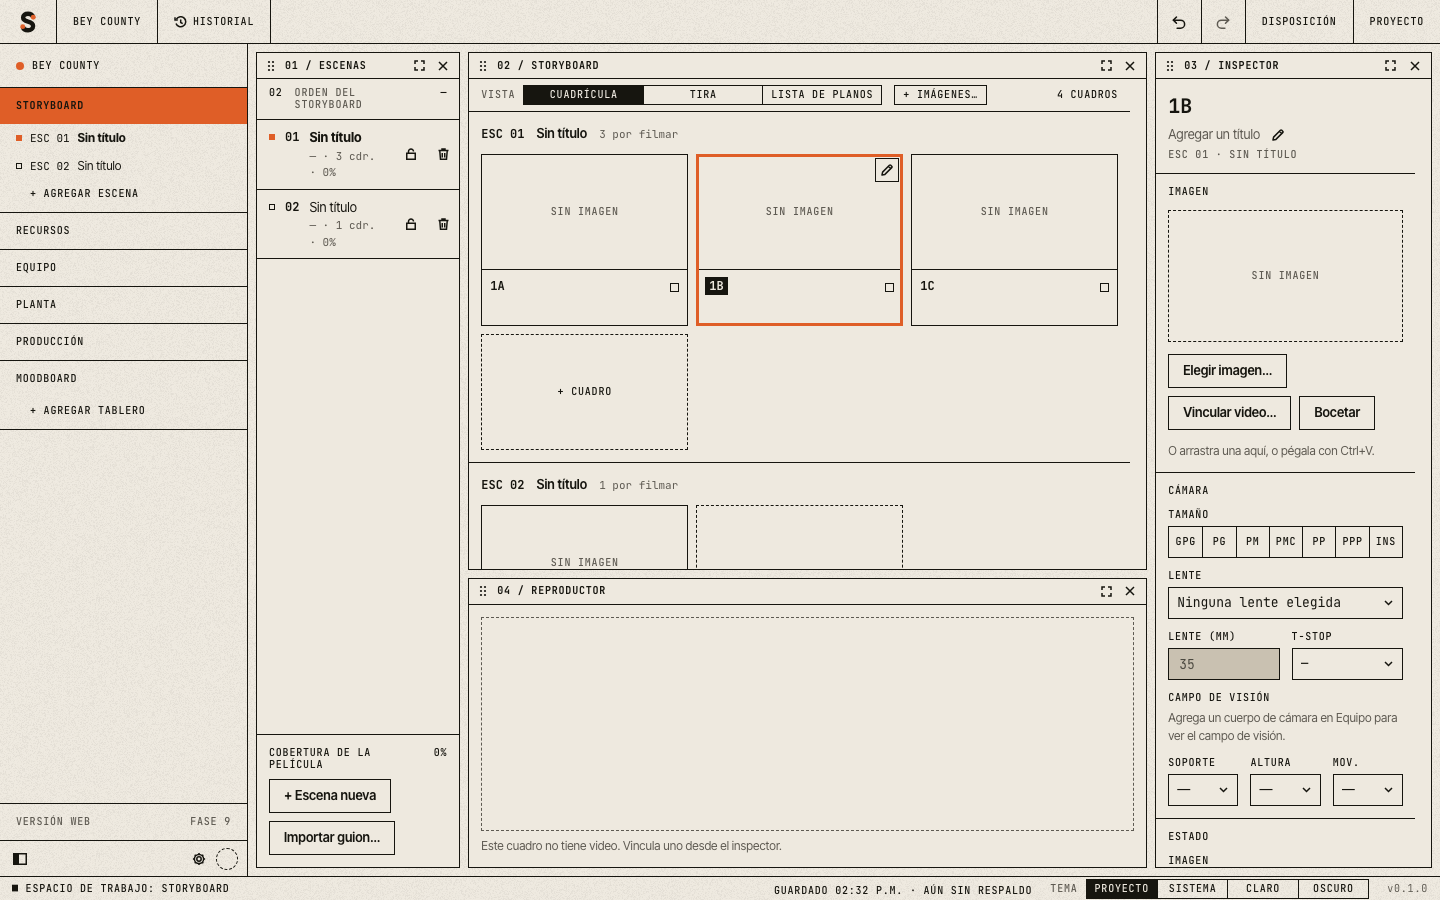 S
BEY COUNTY
HISTORIAL
DISPOSICIÓN
PROYECTO
BEY COUNTY
STORYBOARD
ESC 01 Sin título
ESC 02 Sin título
+ AGREGAR ESCENA
RECURSOS
EQUIPO
PLANTA
PRODUCCIÓN
MOODBOARD
+ AGREGAR TABLERO
VERSIÓN WEB FASE 9
01 / ESCENAS
02 ORDEN DEL —
STORYBOARD
01 Sin título
— · 3 cdr.
· 0%
02 Sin título
— · 1 cdr.
· 0%
COBERTURA DE LA 0%
PELÍCULA
+ Escena nueva
Importar guion…
02 / STORYBOARD
VISTA CUADRÍCULA TIRA LISTA DE PLANOS + IMÁGENES… 4 CUADROS
ESC 01 Sin título 3 por filmar
SIN IMAGEN SIN IMAGEN SIN IMAGEN
1A 1B 1C
+ CUADRO
ESC 02 Sin título 1 por filmar
SIN IMAGEN
04 / REPRODUCTOR
Este cuadro no tiene video. Vincula uno desde el inspector.
03 / INSPECTOR
1B
Agregar un título
ESC 01 · SIN TÍTULO
IMAGEN
SIN IMAGEN
Elegir imagen…
Vincular video… Bocetar
O arrastra una aquí, o pégala con Ctrl+V.
CÁMARA
TAMAÑO
GPG PG PM PMC PP PPP INS
LENTE
Ninguna lente elegida
LENTE (MM) T-STOP
35 —
CAMPO DE VISIÓN
Agrega un cuerpo de cámara en Equipo para
ver el campo de visión.
SOPORTE ALTURA MOV.
— — —
ESTADO
IMAGEN
ESPACIO DE TRABAJO: STORYBOARD
GUARDADO 02:32 P.M. · AÚN SIN RESPALDO TEMA PROYECTO SISTEMA CLARO OSCURO v0.1.0